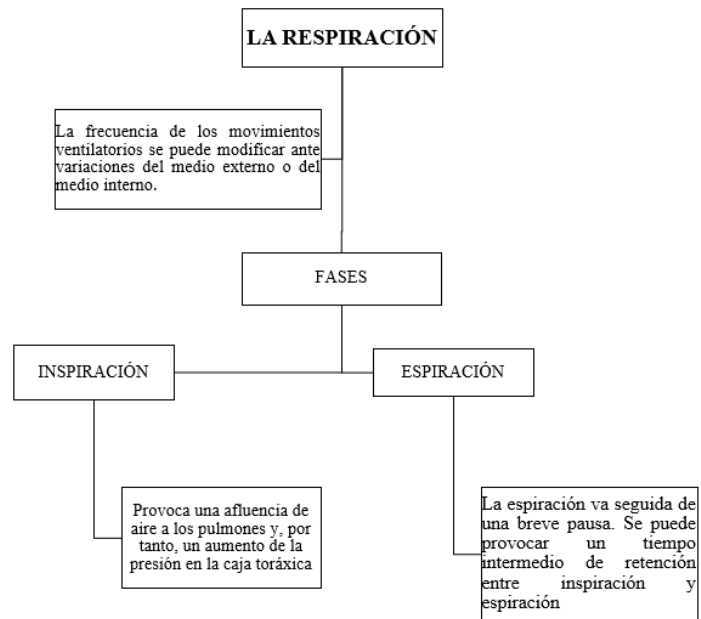 LA RESPIRACIÓN
La frecuencia de los movimientos
ventilatorios se puede modificar ante
variaciones del medio externo o del
medio interno.
FASES
INSPIRACIÓN
ESPIRACIÓN
Provoca una afluencia de
aire a los pulmones y, por
tanto, un aumento de la
presión en la caja toráxica
La espiración va seguida de
una breve pausa. Se puede
provocar un tiempo
intermedio de retención
entre inspiración y
espiración